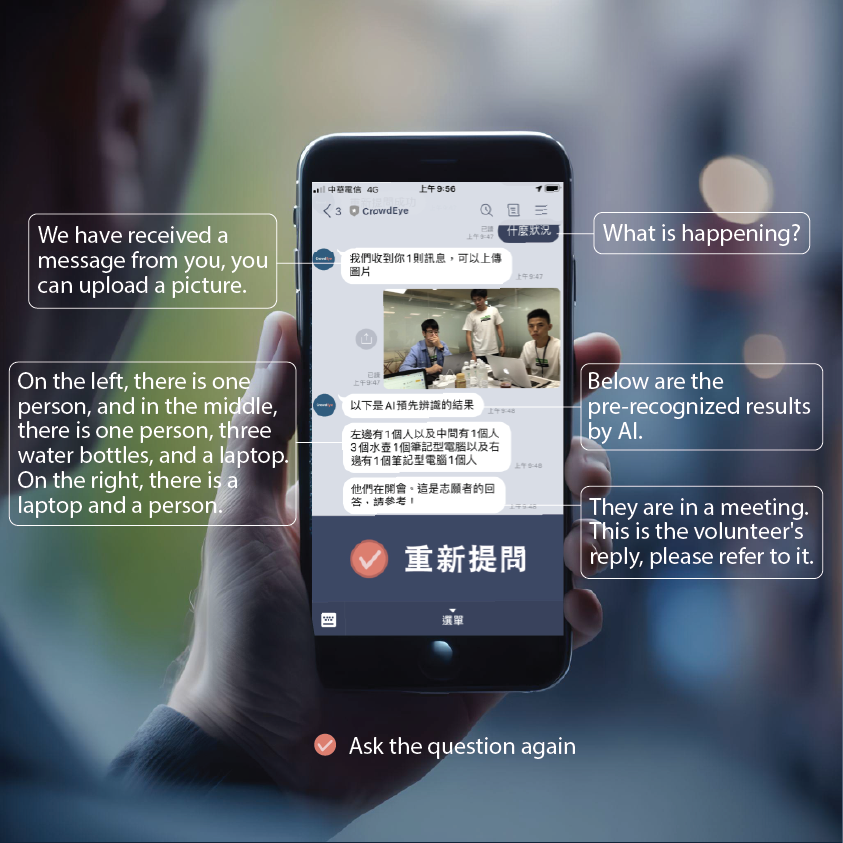 中華電信 4G 上午9:56
3 CrowdEye
已讀
上午9:47
什麼狀況
What is happening?
We have received a
message from you, you
can upload a picture.
我們收到你1則訊息，可以上傳
圖片
上午9:47
已讀
上午9:47
On the left, there is one
person, and in the middle,
there is one person, three
water bottles, and a laptop.
On the right, there is a
laptop and a person.
以下是AI預先辨識的結果
上午9:48
Below are the
pre-recognized results
by AI.
左邊有1個人以及中間有1個人
3個水壺1個筆記型電腦以及右
邊有1個筆記型電腦1個人
上午9:48
他們在開會。這是志願者的回
答，請參考！
上午9:48
They are in a meeting.
This is the volunteer's
reply, please refer to it.
重新提問
選單
Ask the question again